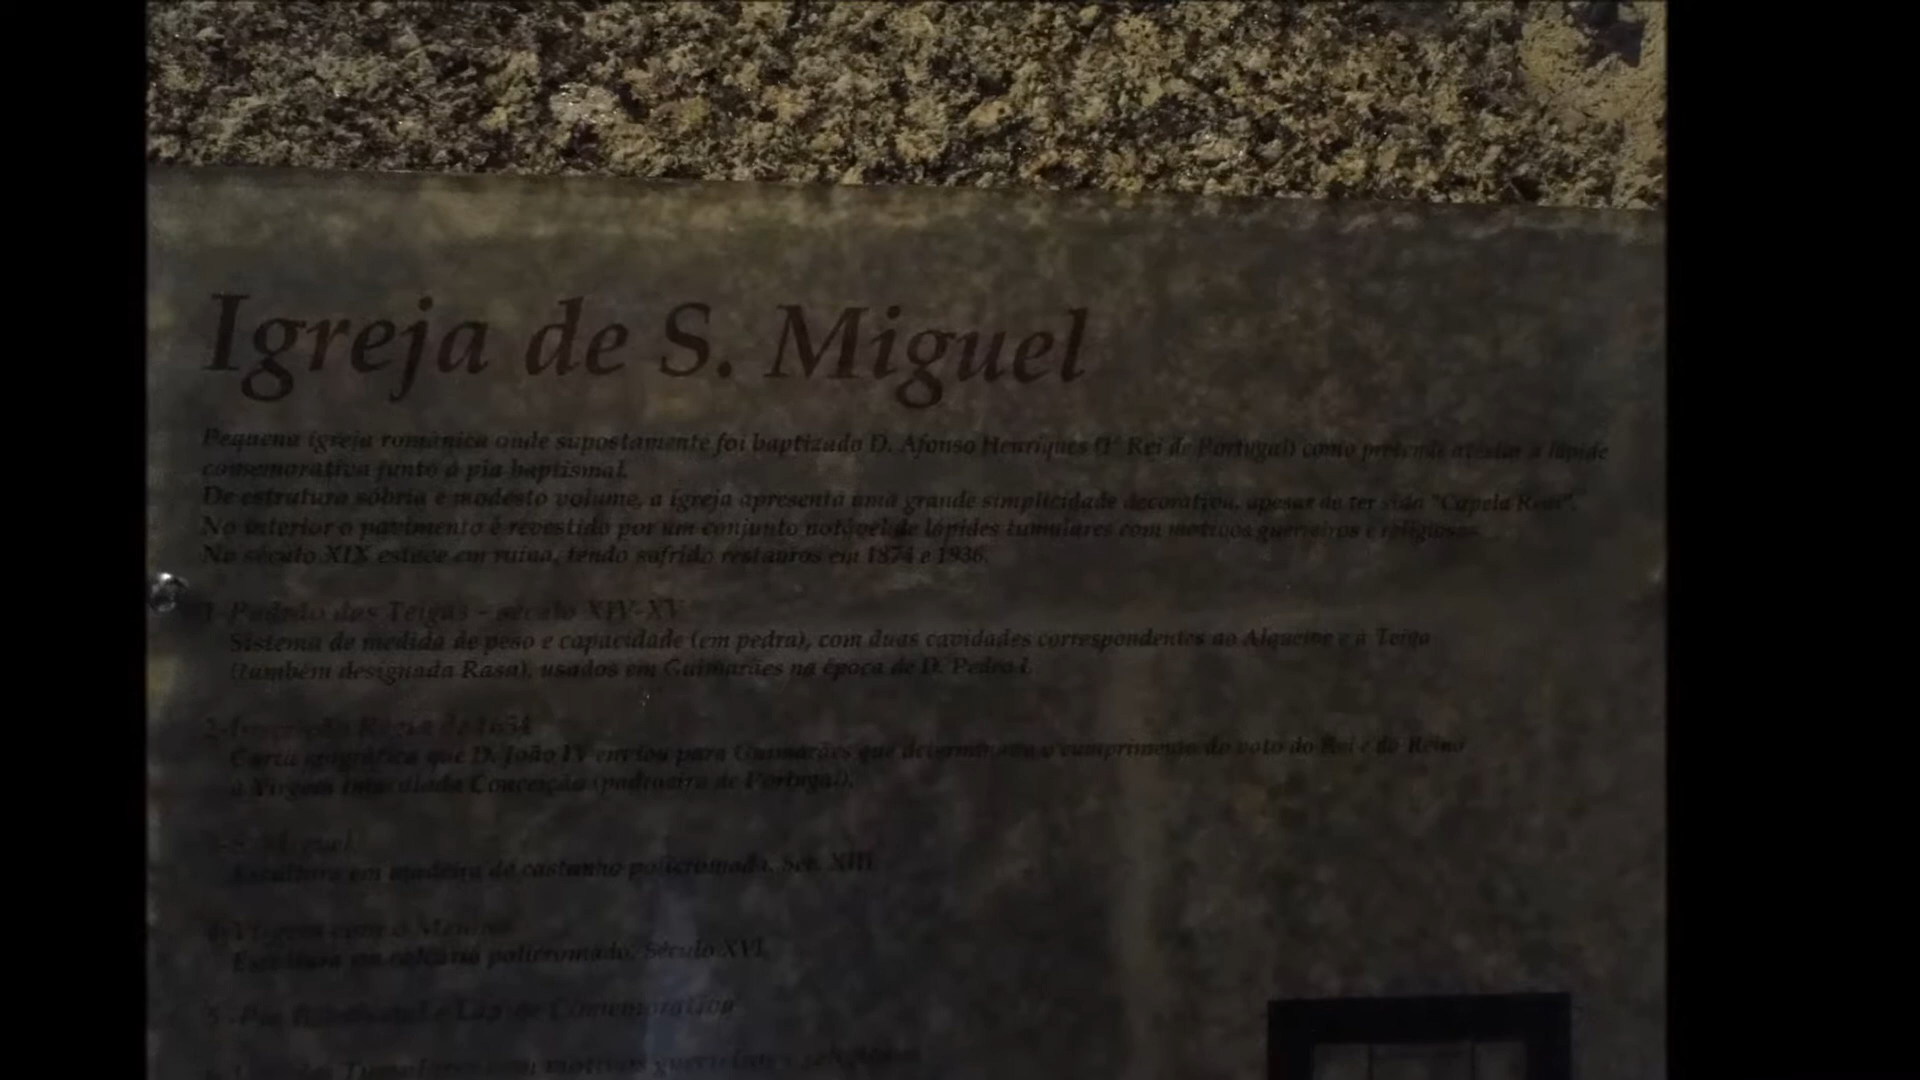 Igreja de S. Miguel
Pequena igreja românica onde supostamente foi baptizado D. Afonso Henriques (1º Rei de Portugal) como pretende atestar a lápide
comemorativa junto à pia baptismal.
De estrutura sóbria e modesto volume, a igreja apresenta uma grande simplicidade decorativa, apesar de ter sido "Capela Real".
No interior o pavimento é revestido por um conjunto notável de lápides tumulares com motivos guerreiros e religiosos.
No século XIX esteve em ruína, tendo sofrido restauros em 1874 e 1936.
1-Padrão das Teigas - século XIV-XV
Sistema de medida de peso e capacidade (em pedra), com duas cavidades correspondentes ao Alqueire e à Teiga
(também designada Rasa), usados em Guimarães na época de D. Pedro I.
2-Inscrição Régia de 1654
Carta epigráfica que D. João IV enviou para Guimarães que determinava o cumprimento do voto do Rei e do Reino
à Virgem Imaculada Conceição (padroeira de Portugal).
3-S. Miguel
Escultura em madeira de castanho policromada. Séc. XIII.
4-Virgem com o Menino
Escultura em calcário policromado. Século XVI.
5-Pia Baptismal e Lápide Comemorativa
Tumulares com motivos guerreiros e religiosos